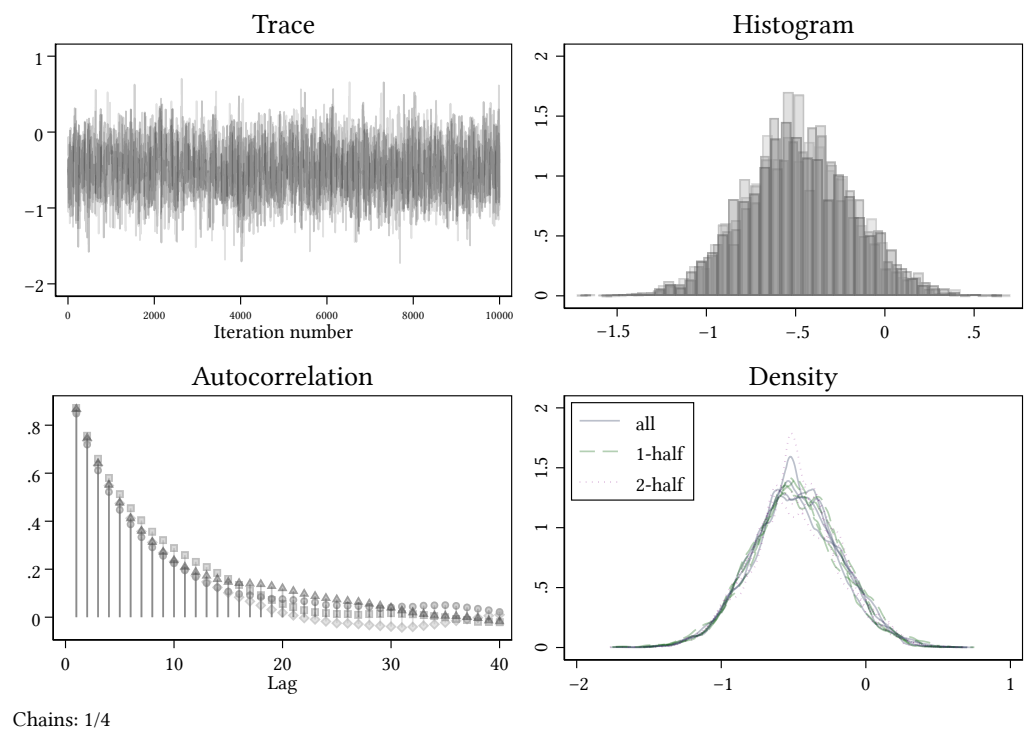 Trace
1
0
−1
−2
0 2000 4000 6000 8000 10000
Iteration number
Histogram
2
1.5
1
.5
0
−1.5 −1 −.5 0 .5
Autocorrelation
.8
.6
.4
.2
0
0 10 20 30 40
Lag
Density
all
1-half
2-half
2
1.5
1
.5
0
−2 −1 0 1
Chains: 1/4